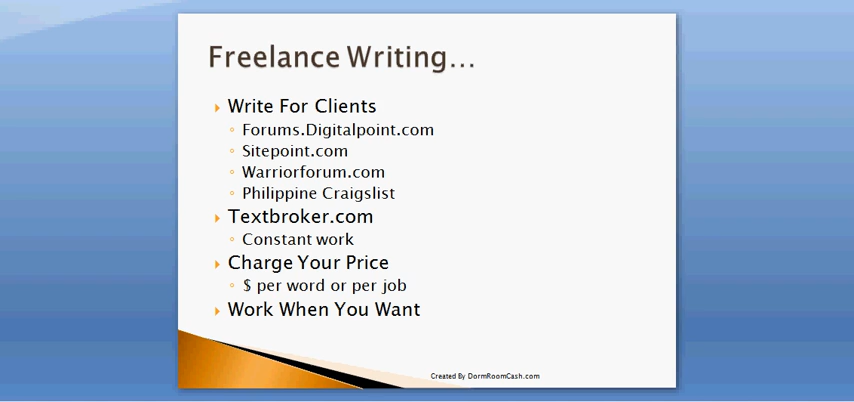 Freelance Writing...
Write For Clients
Forums.Digitalpoint.com
Sitepoint.com
Warriorforum.com
Philippine Craigslist
Textbroker.com
Constant work
Charge Your Price
$ per word or per job
Work When You Want
Created By DormRoomCash.com